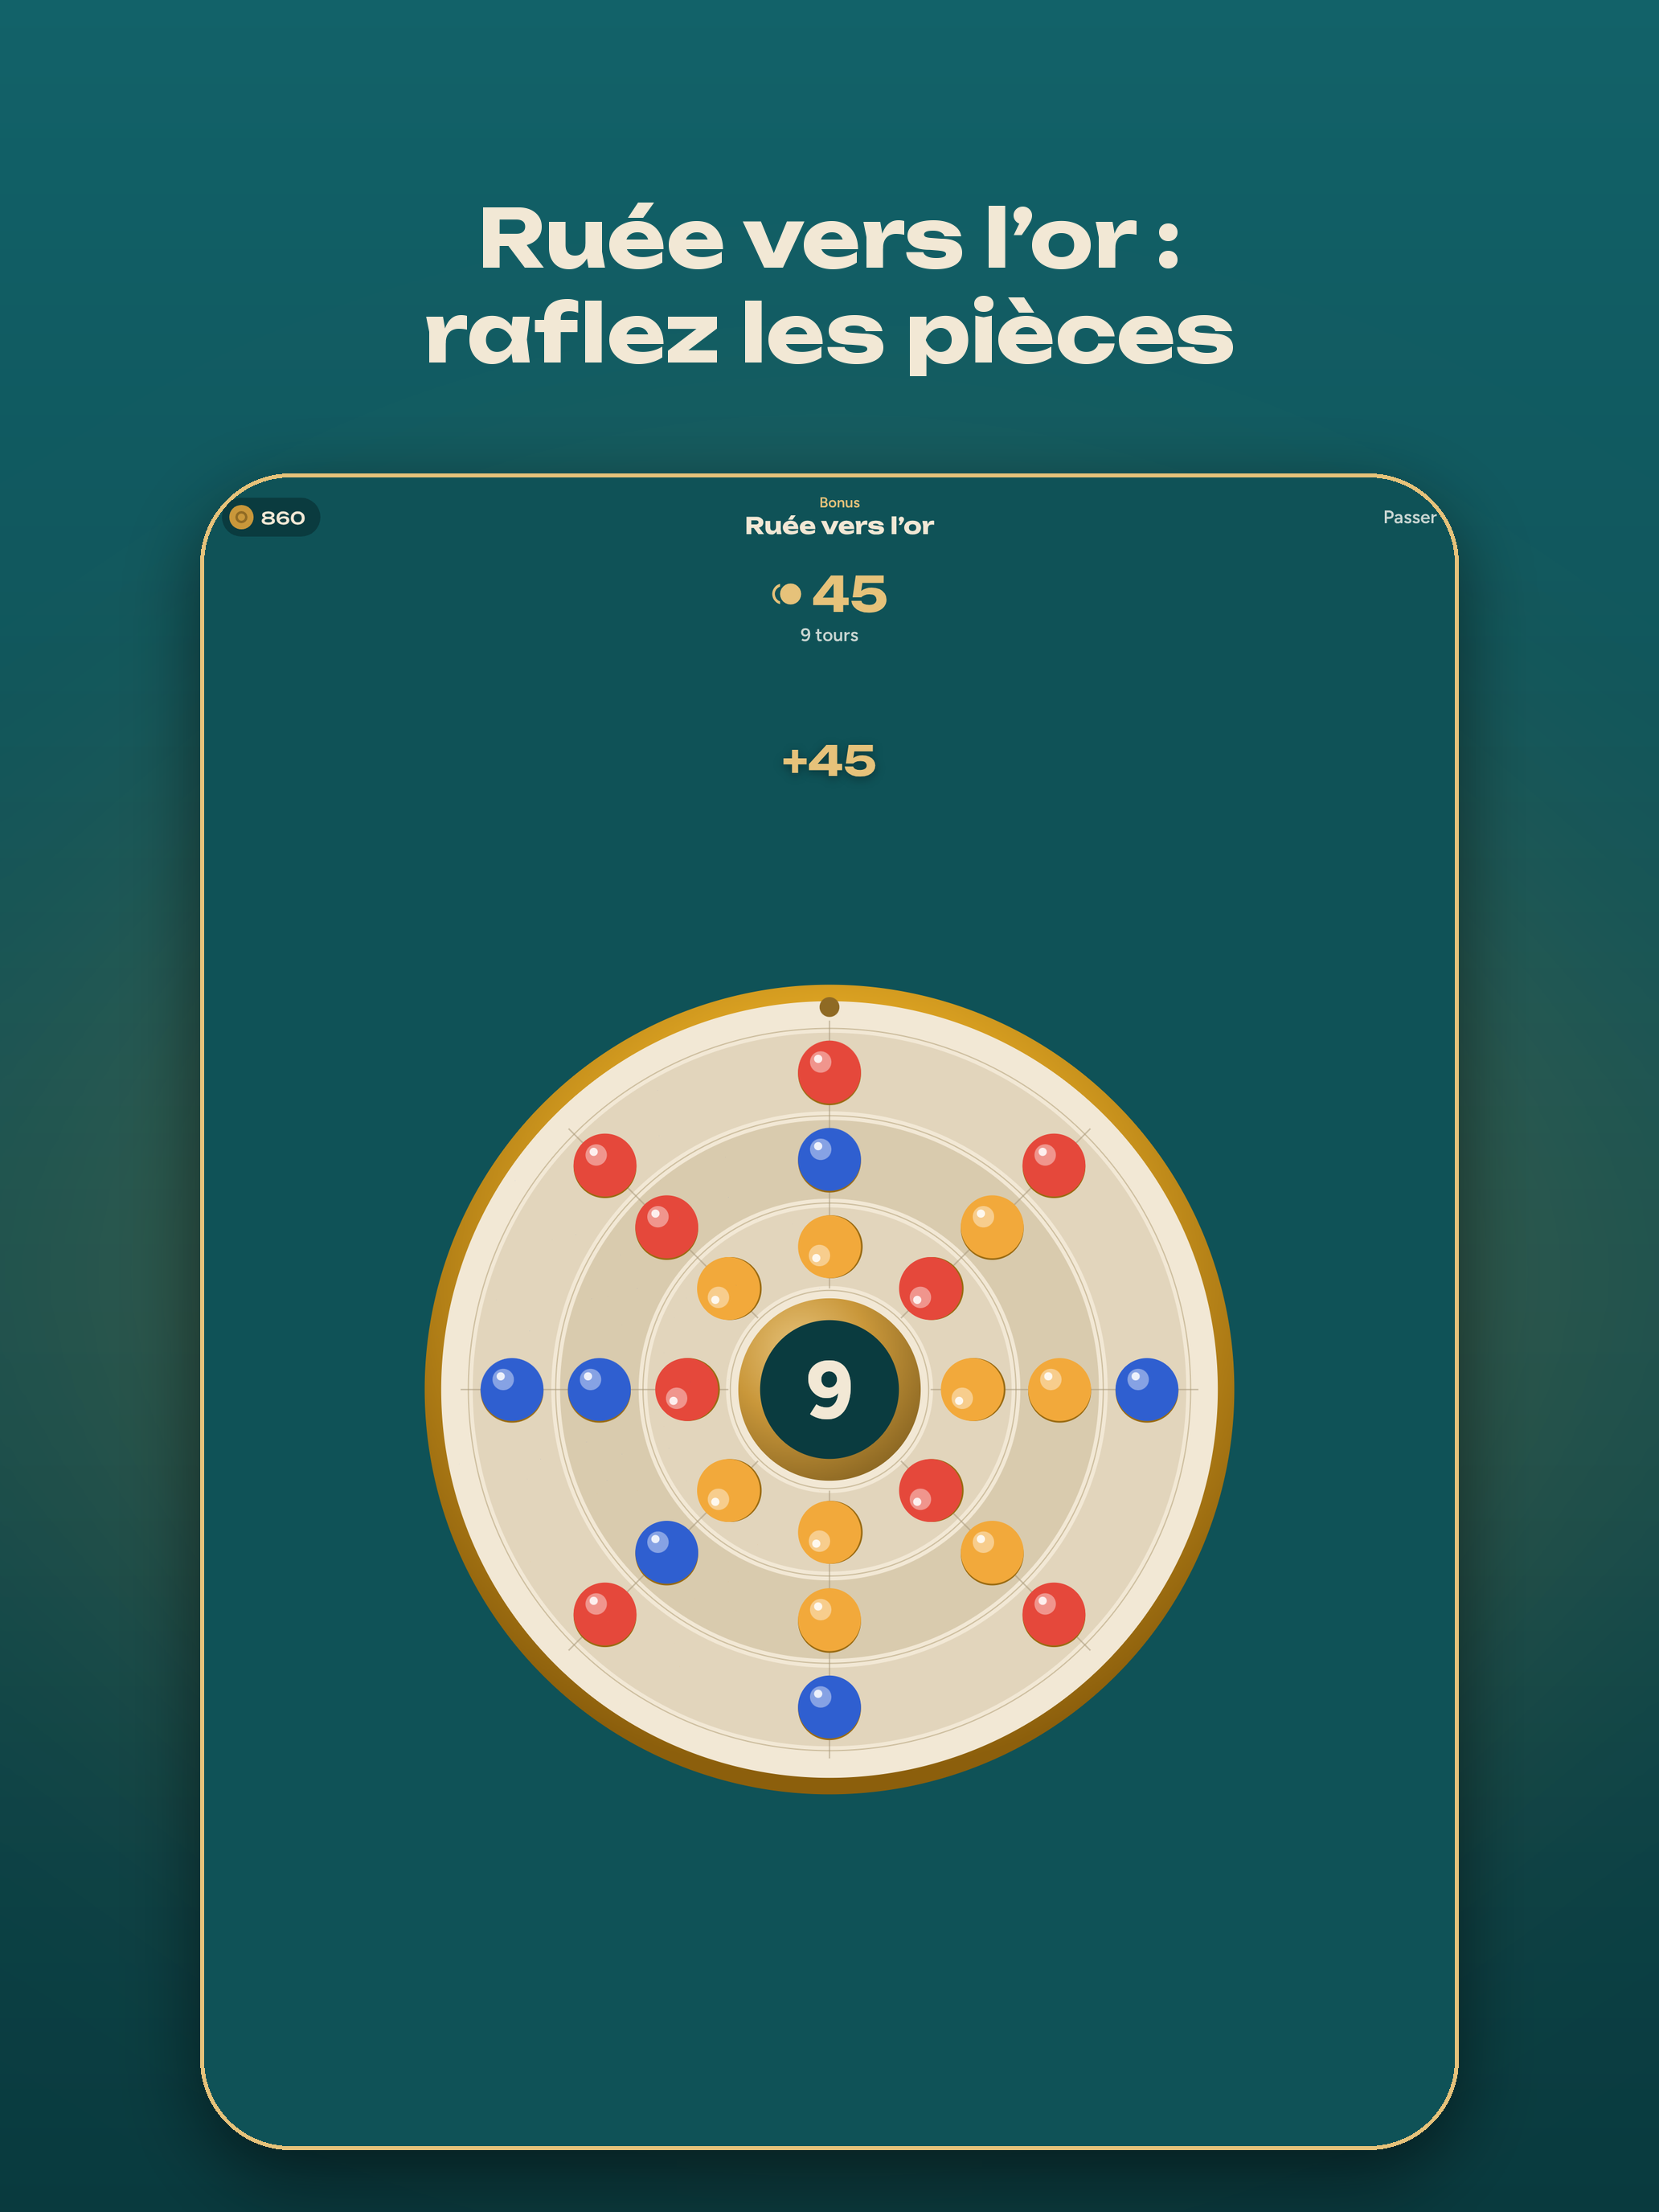 Ruée vers l’or :
raflez les pièces
860
Bonus
Ruée vers l’or
Passer
45
9 tours
+45
9